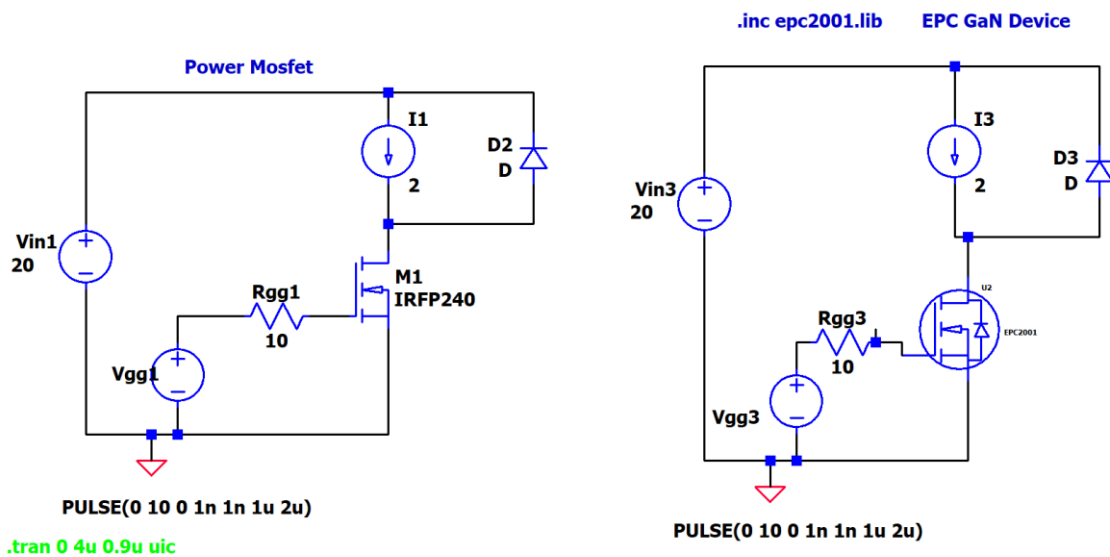 .inc epc2001.lib EPC GaN Device
Power Mosfet
I1
2
D2
D
Vin1
20
M1
IRFP240
Rgg1
10
Vgg1
PULSE(0 10 0 1n 1n 1u 2u)
.tran 0 4u 0.9u uic
I3
2
D3
D
Vin3
20
U2
EPC2001
Rgg3
10
Vgg3
PULSE(0 10 0 1n 1n 1u 2u)
+
−
+
−
+
−
+
−